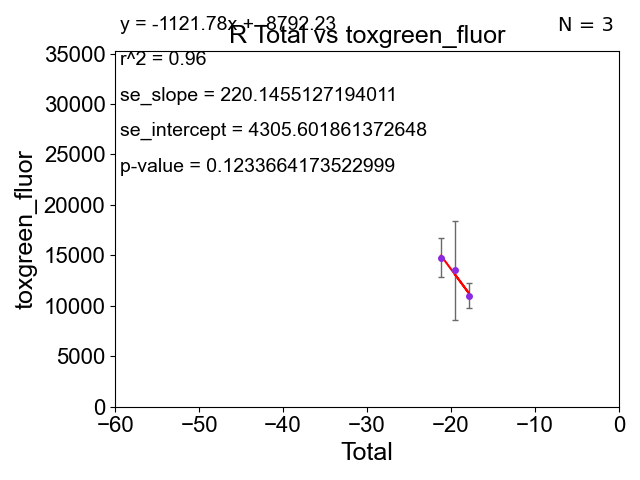 y = -1121.78x + -8792.23
N = 3
R Total vs toxgreen_fluor
r^2 = 0.96
se_slope = 220.1455127194011
se_intercept = 4305.601861372648
p-value = 0.1233664173522999
35000
30000
25000
20000
15000
10000
5000
0
toxgreen_fluor
−60
−50
−40
−30
−20
−10
0
Total